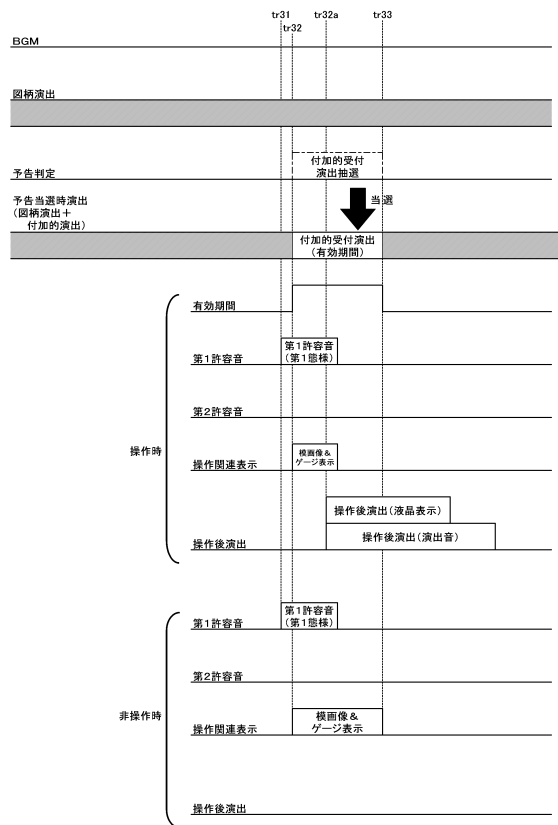 tr31 tr32a tr33
tr32
BGM
図柄演出
付加的受付
演出抽選
予告判定
当選
予告当選時演出
(図柄演出+
付加的演出)
付加的受付演出
(有効期間)
操作時
有効期間
第1許容音
(第1態様)
第1許容音
第2許容音
模画像&
ゲージ表示
操作関連表示
操作後演出(液晶表示)
操作後演出(演出音)
操作後演出
非操作時
第1許容音
(第1態様)
第1許容音
第2許容音
模画像&
ゲージ表示
操作関連表示
操作後演出